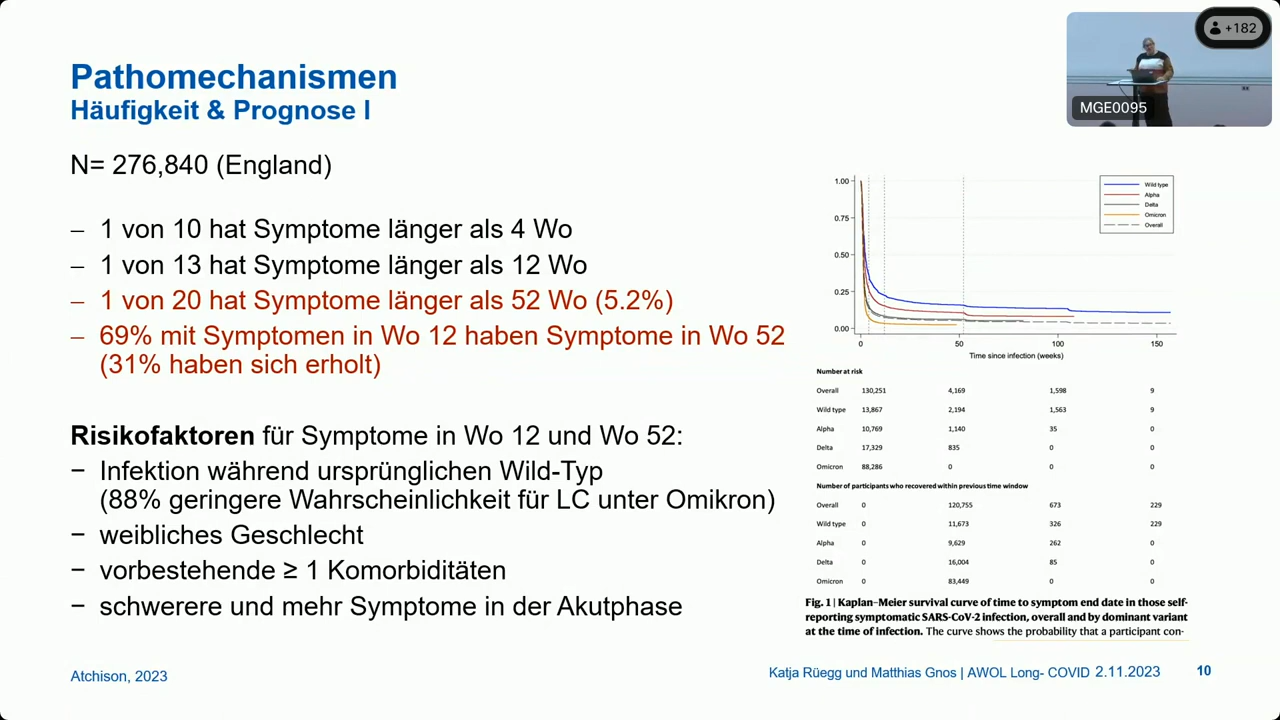 +182
MGE0095
Pathomechanismen
Häufigkeit & Prognose I
N= 276,840 (England)
– 1 von 10 hat Symptome länger als 4 Wo
– 1 von 13 hat Symptome länger als 12 Wo
– 1 von 20 hat Symptome länger als 52 Wo (5.2%)
– 69% mit Symptomen in Wo 12 haben Symptome in Wo 52
(31% haben sich erholt)
Risikofaktoren für Symptome in Wo 12 und Wo 52:
− Infektion während ursprünglichen Wild-Typ
(88% geringere Wahrscheinlichkeit für LC unter Omikron)
− weibliches Geschlecht
− vorbestehende ≥ 1 Komorbiditäten
− schwerere und mehr Symptome in der Akutphase
1.00
0.75
0.50
0.25
0.00
0 50 100 150
Time since infection (weeks)
Wild type
Alpha
Delta
Omicron
Overall
Number at risk
Overall 130,251 4,169 1,598 9
Wild type 13,867 2,194 1,563 9
Alpha 10,769 1,140 35 0
Delta 17,329 835 0 0
Omicron 88,286 0 0 0
Number of participants who recovered within previous time window
Overall 0 120,755 673 229
Wild type 0 11,673 326 229
Alpha 0 9,629 262 0
Delta 0 16,004 85 0
Omicron 0 83,449 0 0
Fig. 1 | Kaplan–Meier survival curve of time to symptom end date in those self-
reporting symptomatic SARS-CoV-2 infection, overall and by dominant variant
at the time of infection. The curve shows the probability that a participant con-
Atchison, 2023
Katja Rüegg und Matthias Gnos | AWOL Long- COVID 2.11.2023 10